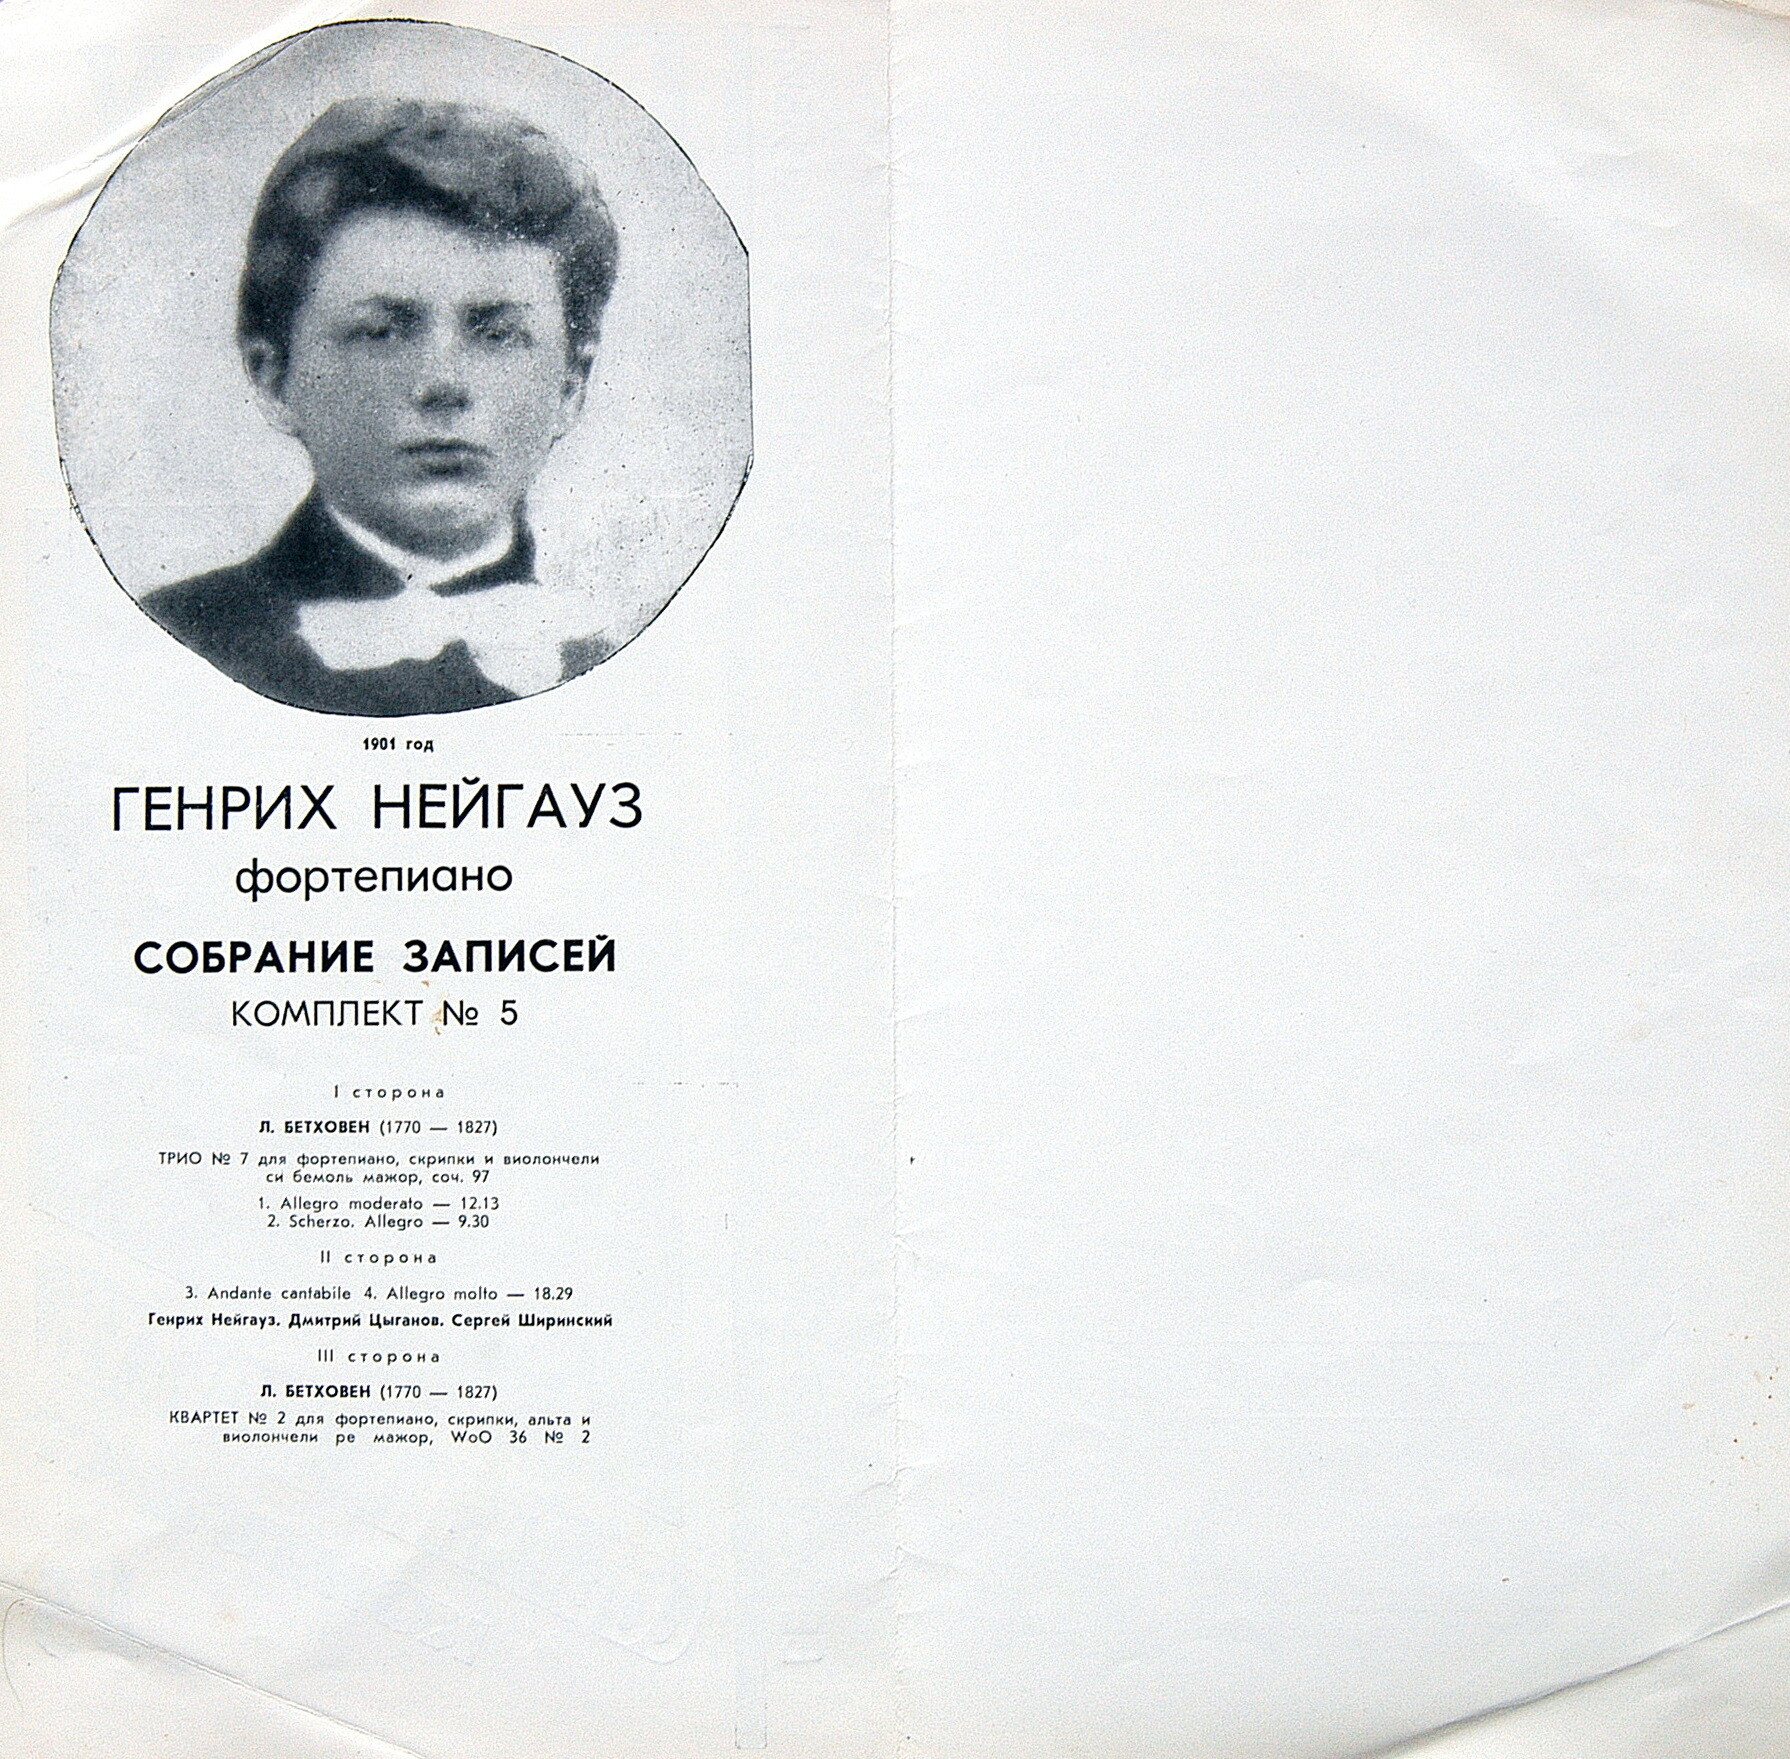 1901 год
ГЕНРИХ НЕЙГАУЗ
фортепиано
СОБРАНИЕ ЗАПИСЕЙ
КОМПЛЕКТ № 5
I сторона
Л. БЕТХОВЕН (1770 — 1827)
ТРИО № 7 для фортепиано, скрипки и виолончели
си бемоль мажор, соч. 97
1. Allegro moderato — 12.13
2. Scherzo. Allegro — 9.30
II сторона
3. Andante cantabile 4. Allegro molto — 18.29
Генрих Нейгауз. Дмитрий Цыганов. Сергей Ширинский
III сторона
Л. БЕТХОВЕН (1770 — 1827)
КВАРТЕТ № 2 для фортепиано, скрипки, альта и
виолончели ре мажор, WoO 36 № 2